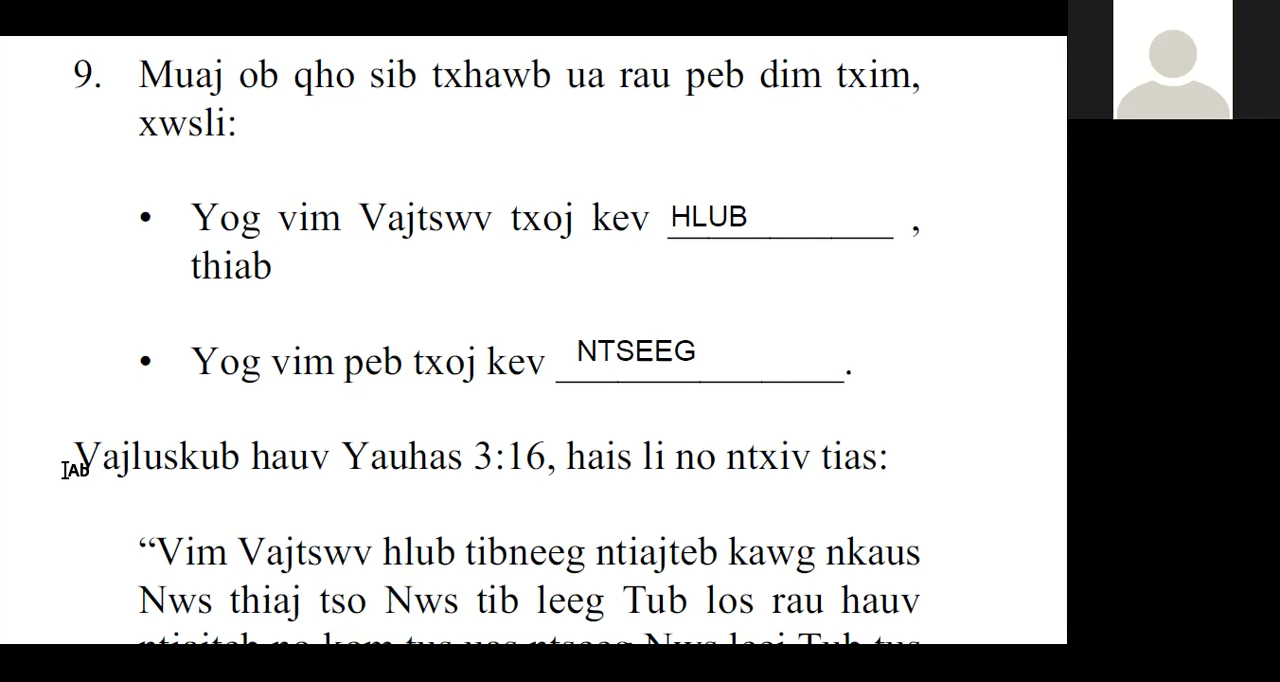 9. Muaj ob qho sib txhawb ua rau peb dim txim,
xwsli:
• Yog vim Vajtswv txoj kev HLUB ,
thiab
• Yog vim peb txoj kev NTSEEG .
Vajluskub hauv Yauhas 3:16, hais li no ntxiv tias:
“Vim Vajtswv hlub tibneeg ntiajteb kawg nkaus
Nws thiaj tso Nws tib leeg Tub los rau hauv